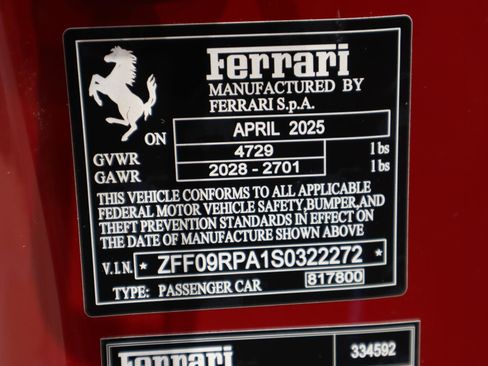 Ferrari
MANUFACTURED BY
FERRARI S.p.A.
ON APRIL 2025
GVWR 4729 lbs
GAWR 2028 - 2701 lbs
THIS VEHICLE CONFORMS TO ALL APPLICABLE
FEDERAL MOTOR VEHICLE SAFETY,BUMPER,AND
THEFT PREVENTION STANDARDS IN EFFECT ON
THE DATE OF MANUFACTURE SHOWN ABOVE
V.I.N. * ZFF09RPA1S0322272 *
TYPE: PASSENGER CAR 817800
Ferrari 334592